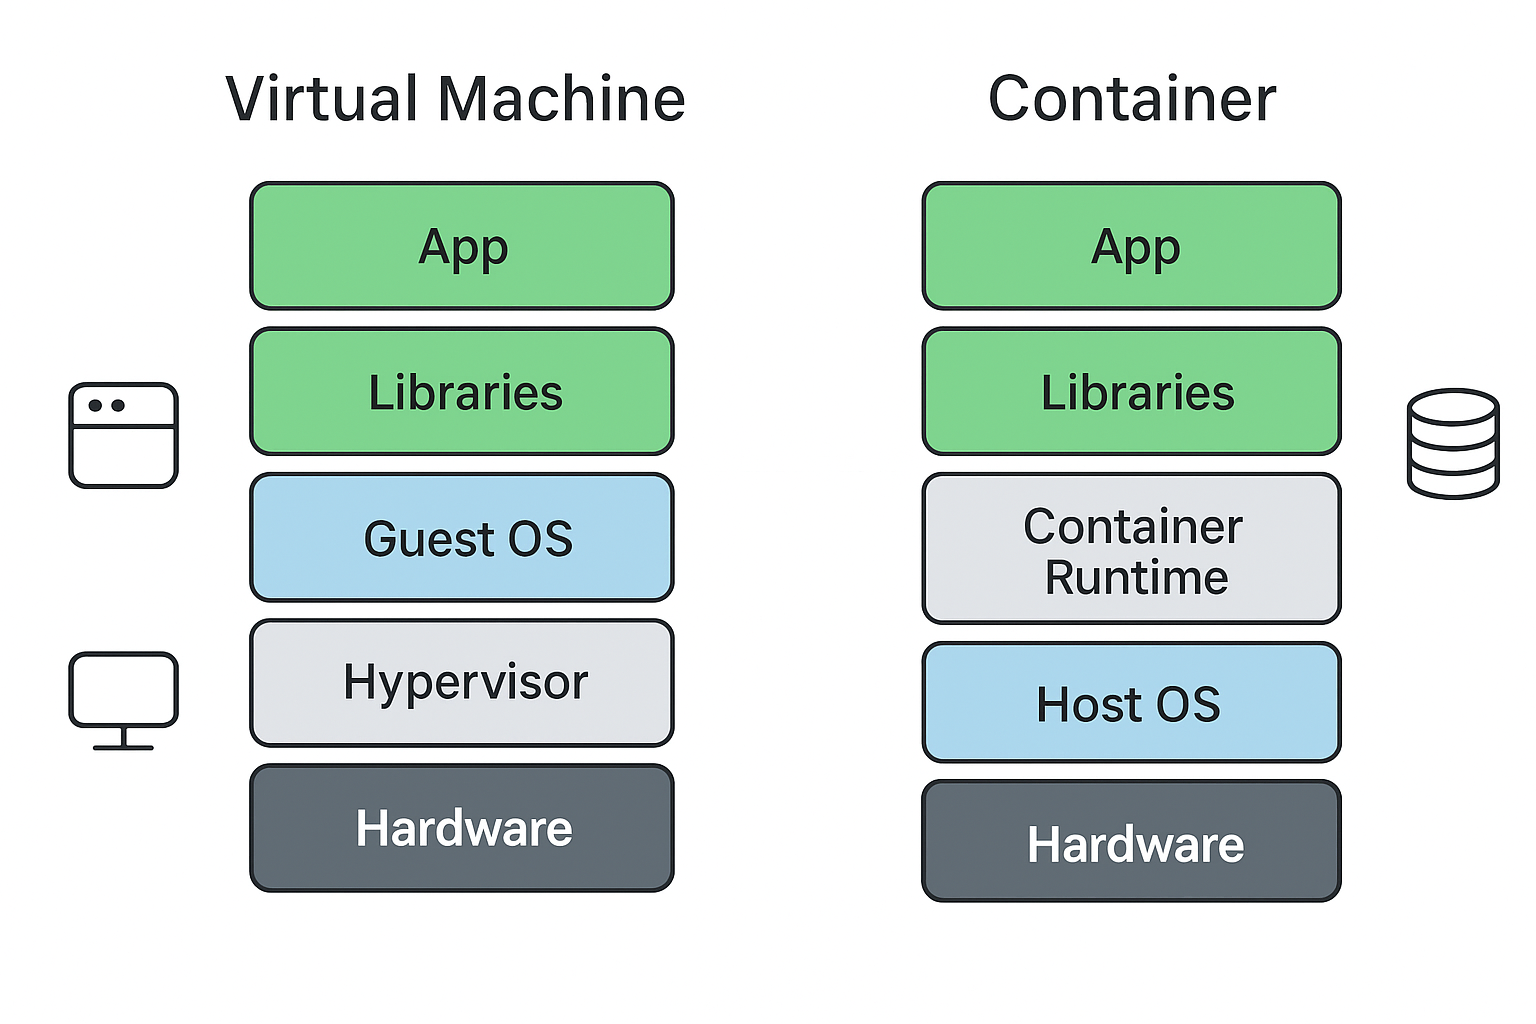 Virtual Machine
App
Libraries
Guest OS
Hypervisor
Hardware
Container
App
Libraries
Container
Runtime
Host OS
Hardware